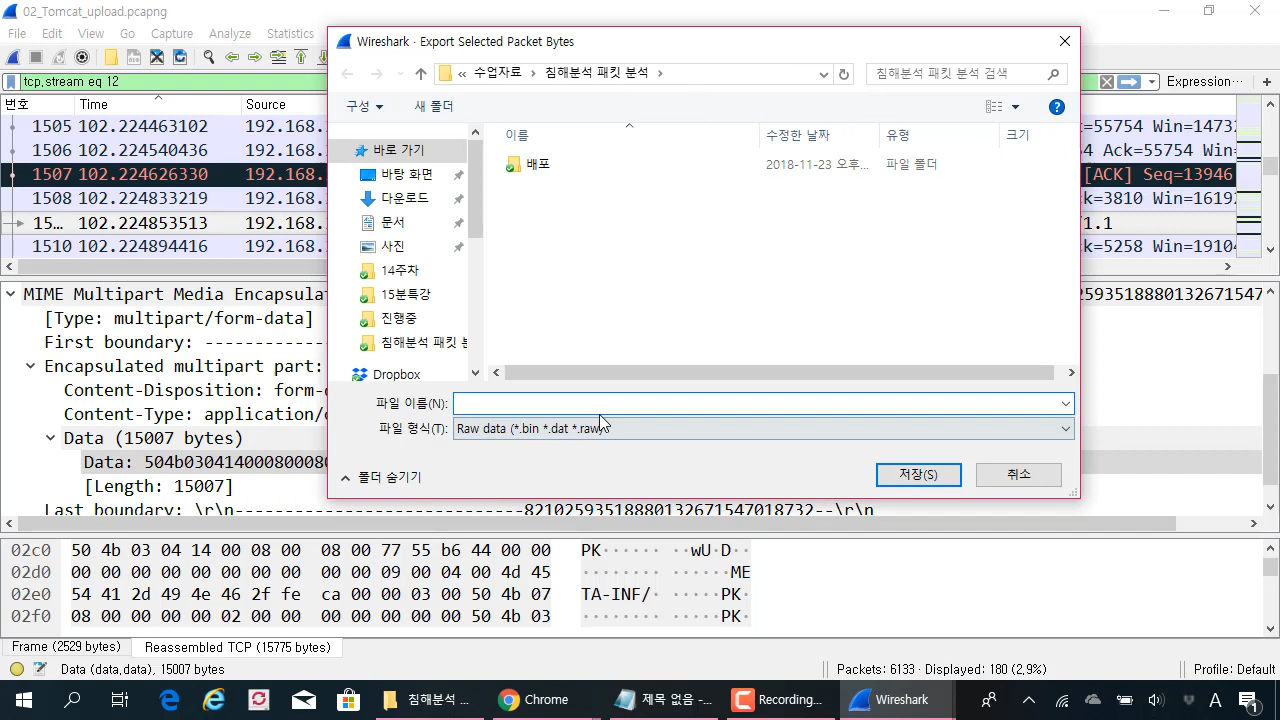 02_Tomcat_upload.pcapng
File Edit View Go Capture Analyze Statistics
tcp,stream eq 12
Expression…
+
번호 Time Source
1505 102.224463102 192.168.
=55754 Win=1473
1506 102.224540436 192.168.
4 Ack=55754 Win=
1507 102.224626330 192.168.
[ACK] Seq=13946
1508 102.224833219 192.168.
k=3810 Win=1619
15… 102.224853513 192.168.
/1.1
1510 102.224894416 192.168.
k=5258 Win=1910
Wireshark · Export Selected Packet Bytes
« 수업자료 › 침해분석 패킷 분석 ›
침해분석 패킷 분석 검색
구성
새 폴더
이름 수정한 날짜 유형 크기
배포 2018-11-23 오후... 파일 폴더
바로 가기
바탕 화면
다운로드
문서
사진
14주차
15분특강
진행중
침해분석 패킷 분
Dropbox
파일 이름(N):
파일 형식(T): Raw data (*.bin *.dat *.raw)
폴더 숨기기
저장(S)
취소
MIME Multipart Media Encapsulat
[Type: multipart/form-data]
First boundary: -------------
Encapsulated multipart part:
Content-Disposition: form-d
Content-Type: application/o
Data (15007 bytes)
Data: 504b030414000800080
[Length: 15007]
Last boundary: \r\n-----------------------------8210259351888013267154701873​2--\r\n
02c0 50 4b 03 04 14 00 08 00 08 00 77 55 b6 44 00 00 PK······ ··wU·D··
02d0 00 00 00 00 00 00 00 00 09 00 04 00 4d 45 ········ ······ME
02e0 54 41 2d 49 4e 46 2f fe ca 00 00 03 00 50 4b 07 TA-INF/· ·····PK·
02f0 08 00 00 00 00 02 00 00 00 00 00 00 00 50 4b 03 ········ ·····PK·
Frame (2529 bytes) Reassembled TCP (15775 bytes)
Data (data,data), 15007 bytes
Packets: 6133 · Displayed: 180 (2,9%)
Profile: Default
침해분석 ...
Chrome
제목 없음 -...
Recording...
Wireshark
A
1